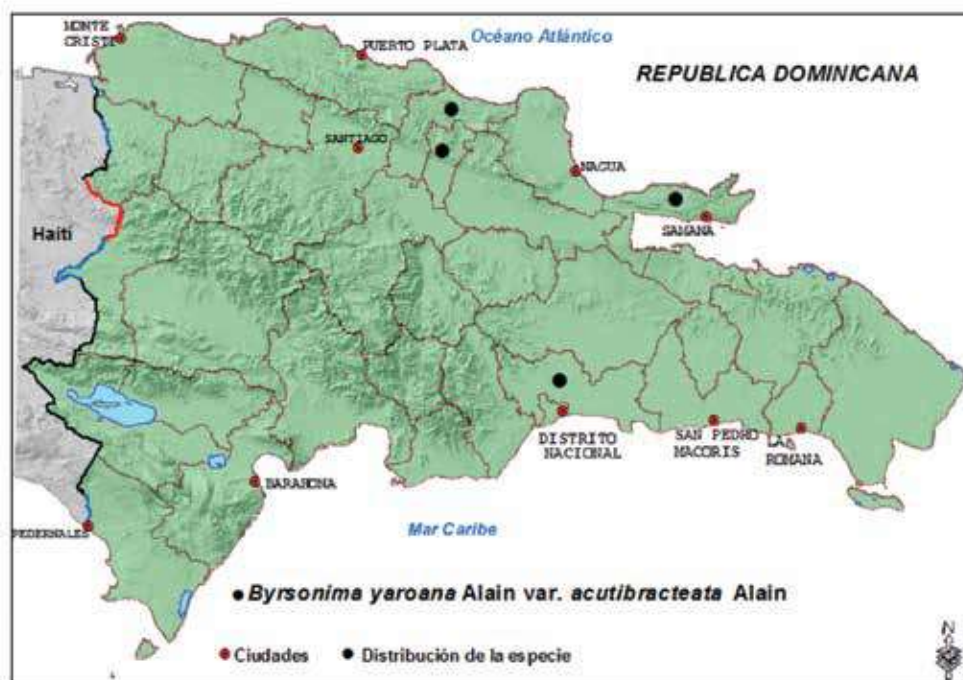 MONTE
CRISTI
PUERTO PLATA
Océano Atlántico
REPUBLICA DOMINICANA
SANTIAGO
NAGUA
Haití
SAMANA
DISTRITO
NACIONAL
SAN PEDRO
MACORIS
LA
ROMANA
BARAHONA
PEDERNALES
Mar Caribe
Byrsonima yaroana Alain var. acutibracteata Alain
Ciudades
Distribución de la especie
N